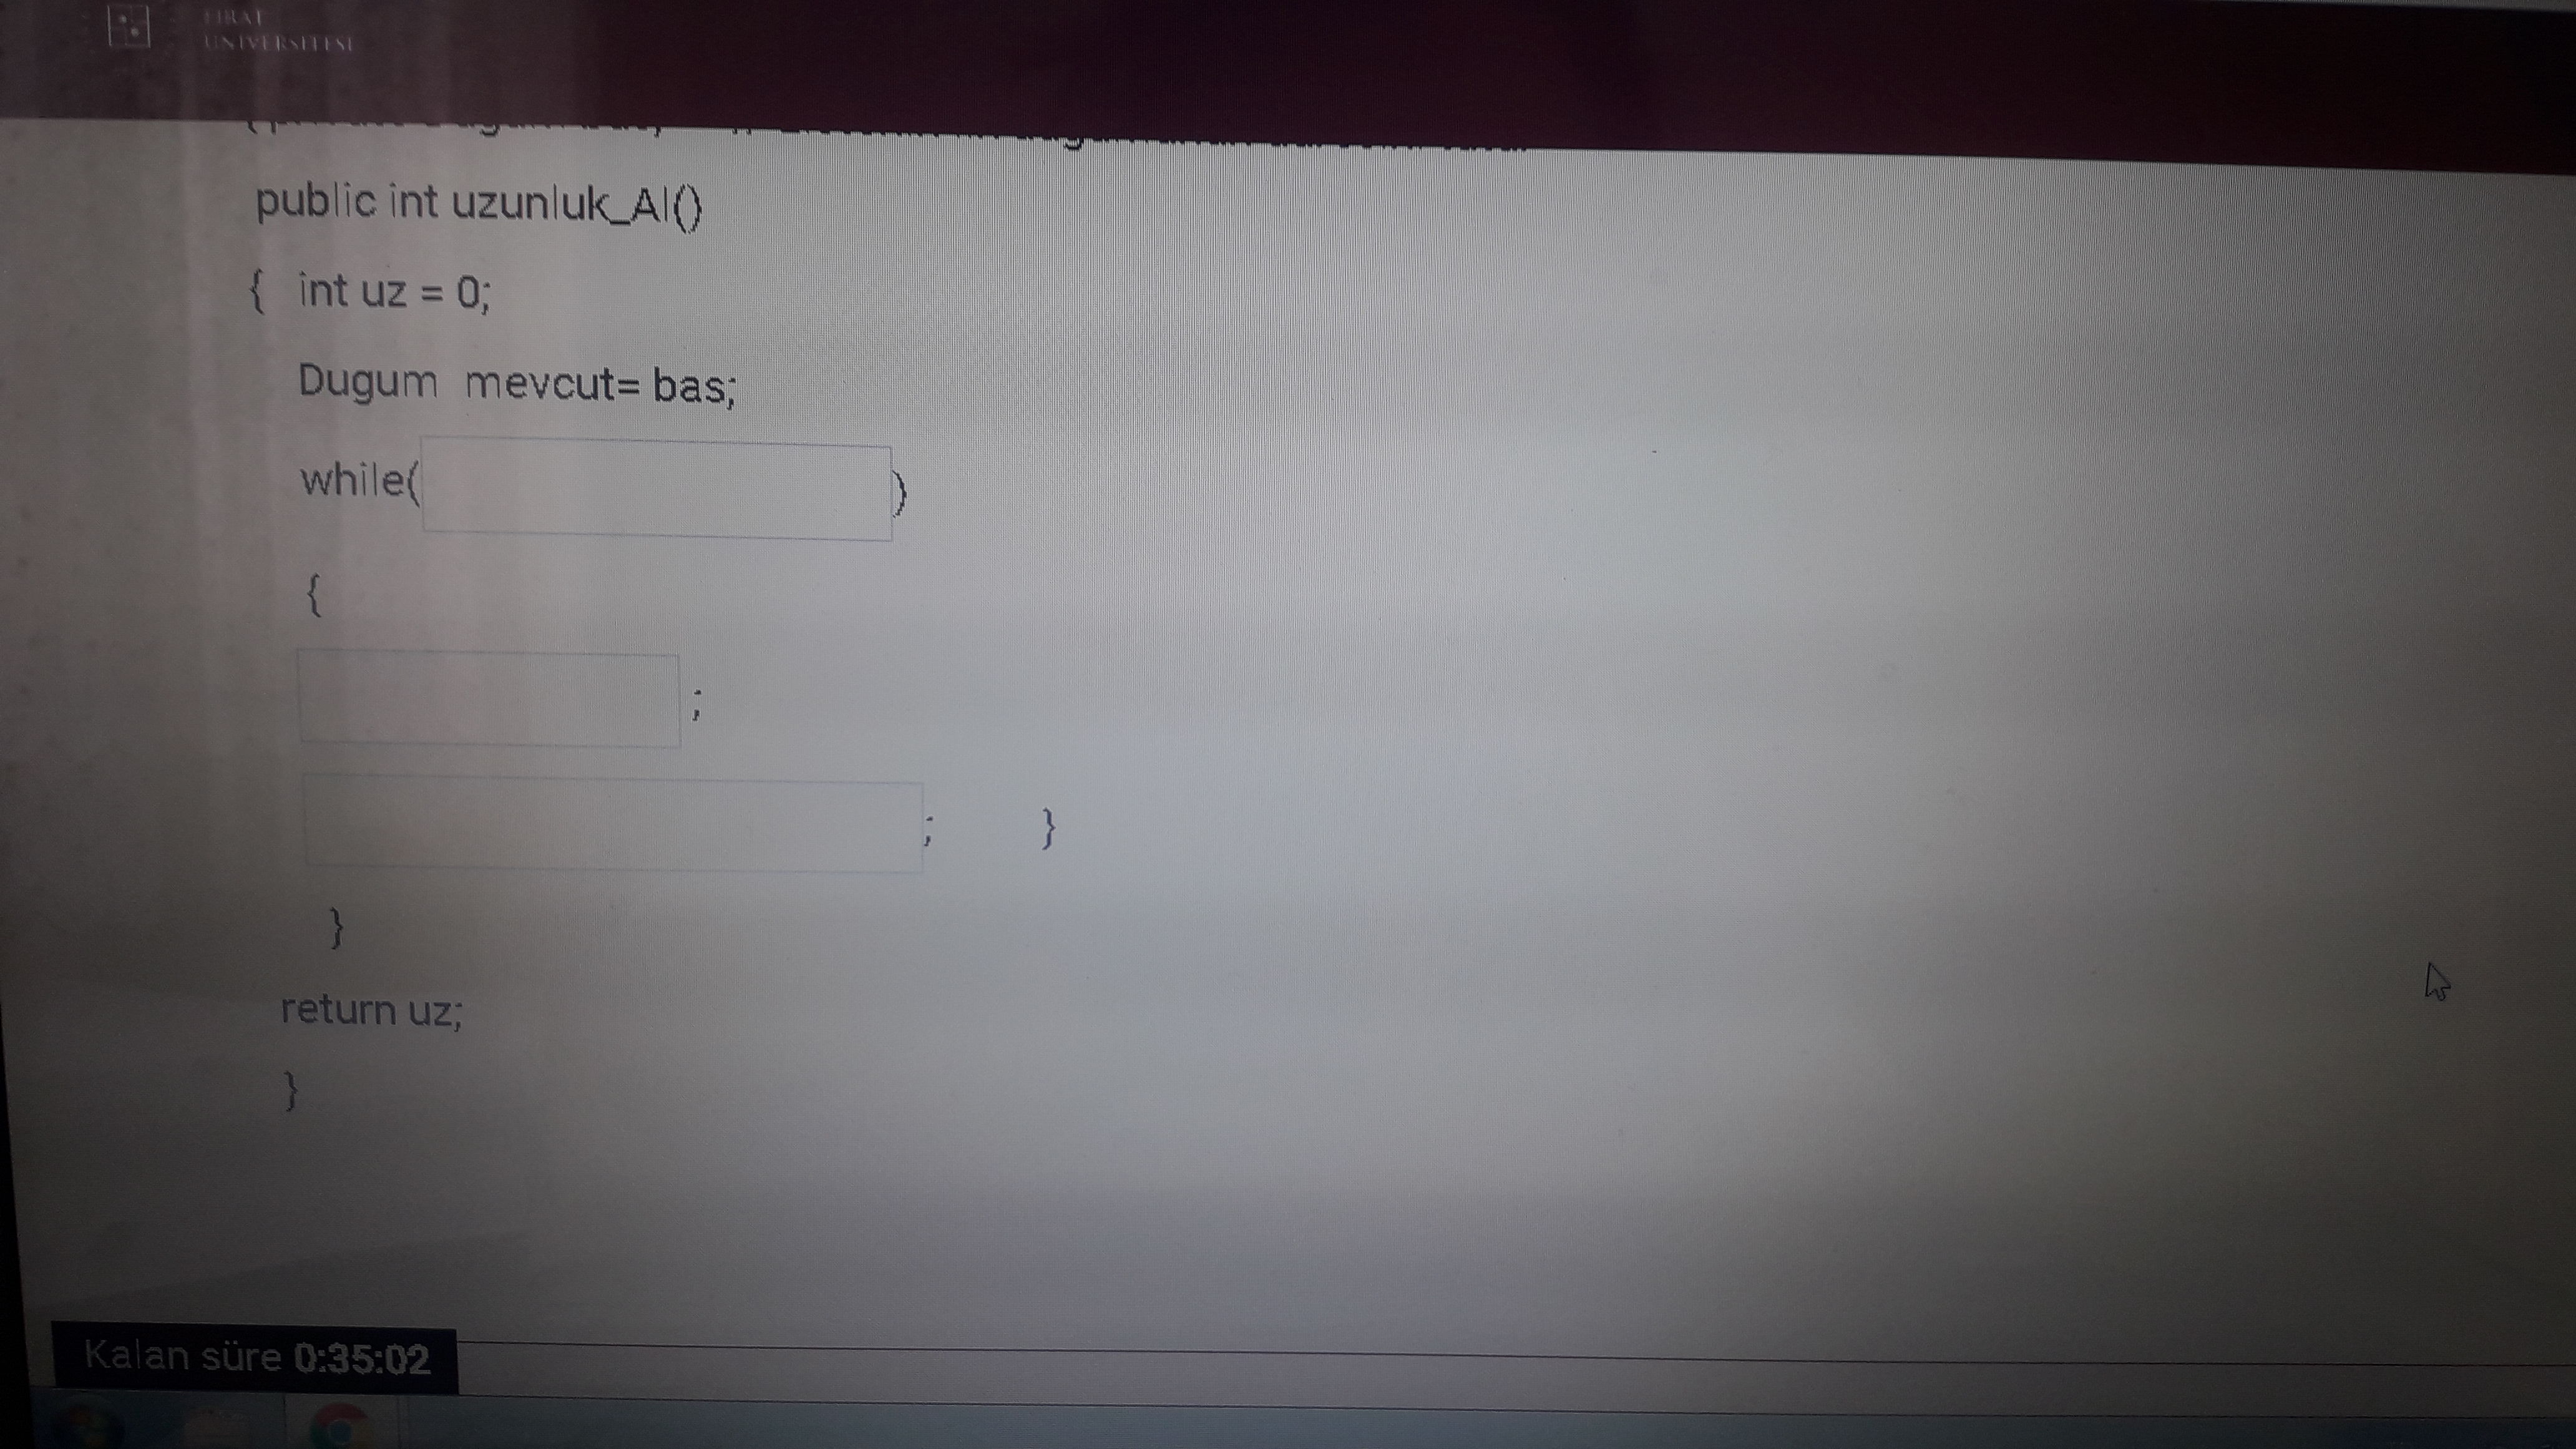 FIRAT
ÜNİVERSİTESİ
public int uzunluk_Al()
{ int uz = 0;
Dugum mevcut= bas;
while( )
{
;
; }
}
return uz;
}
Kalan süre 0:35:02